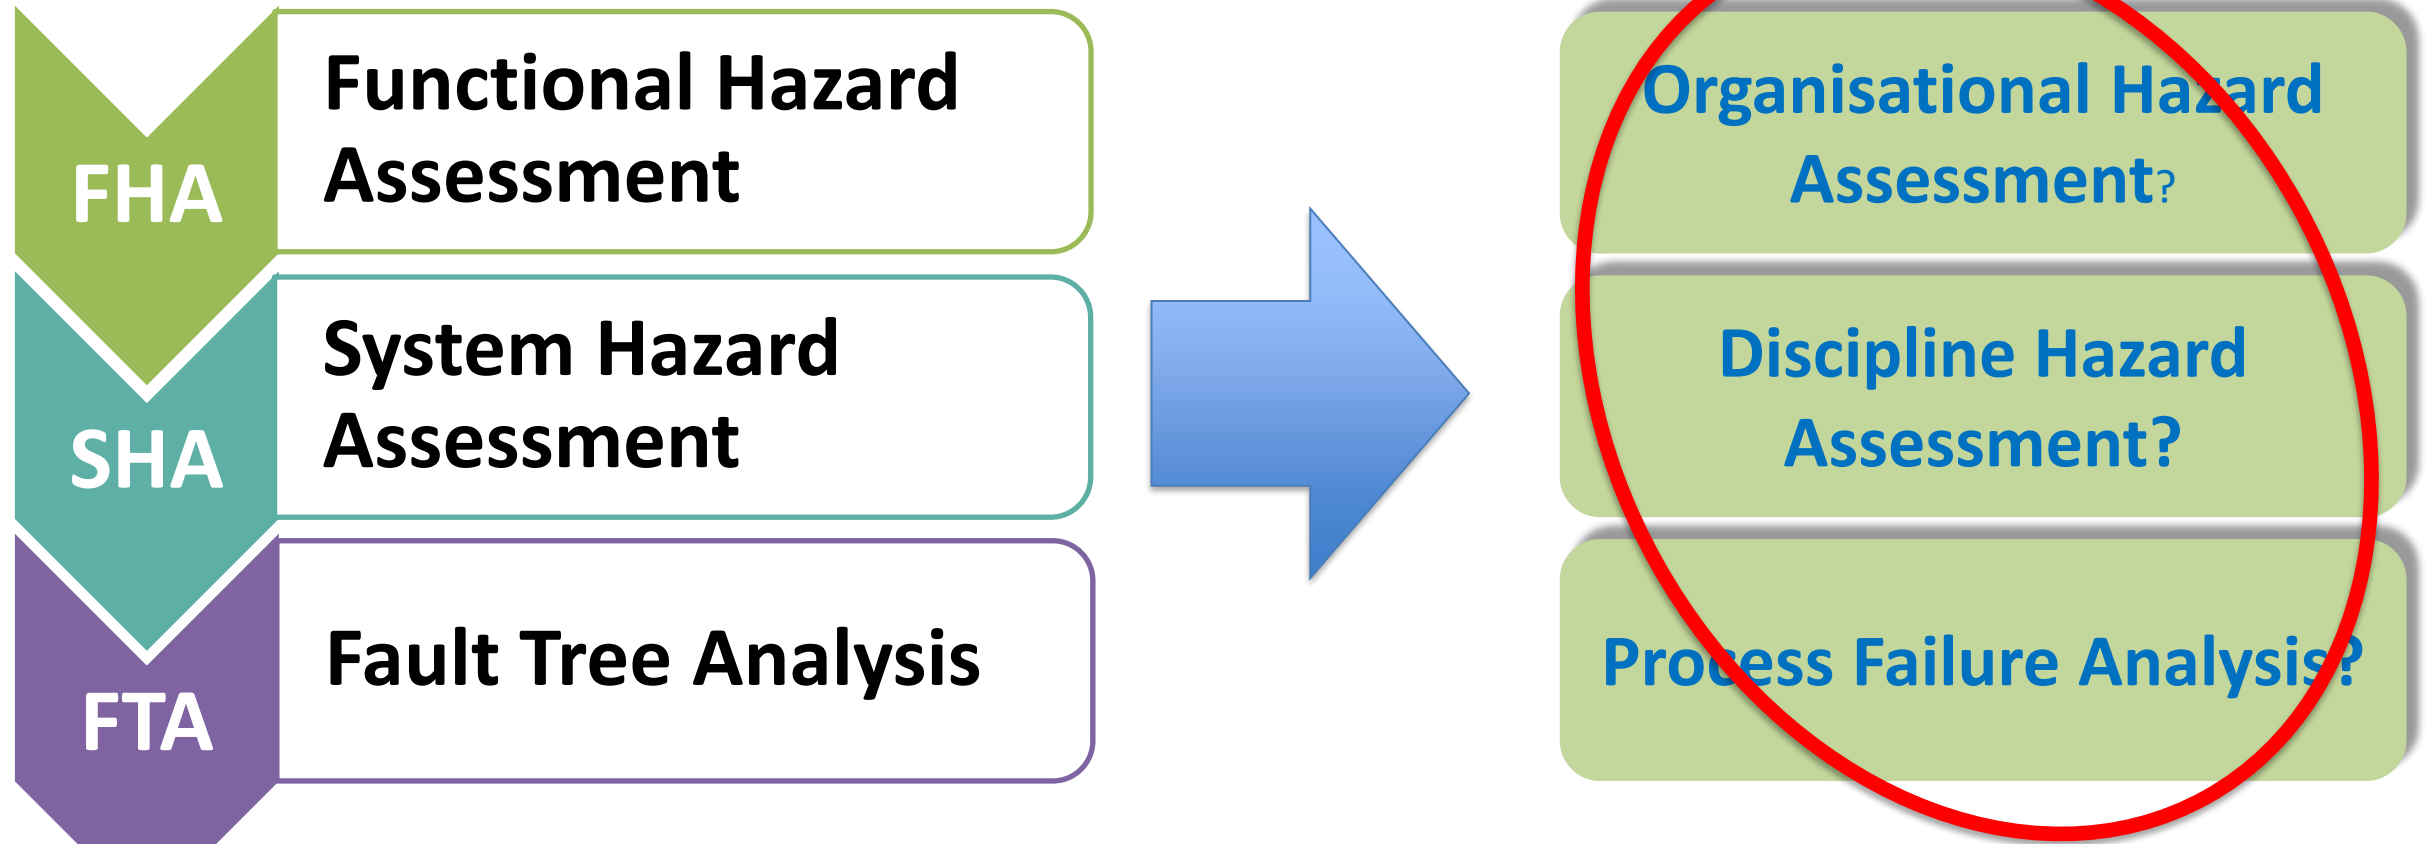 FHA
Functional Hazard
Assessment
SHA
System Hazard
Assessment
FTA
Fault Tree Analysis
Organisational Hazard
Assessment?
Discipline Hazard
Assessment?
Process Failure Analysis?